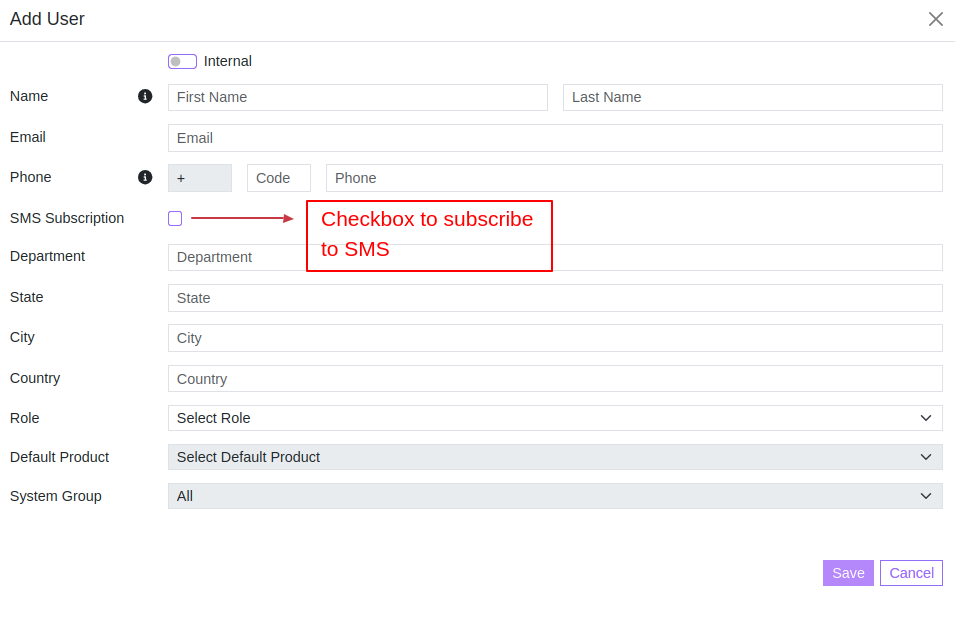 Add User
Internal
Name First Name Last Name
Email Email
Phone + Code Phone
SMS Subscription
Checkbox to subscribe
to SMS
Department Department
State State
City City
Country Country
Role Select Role
Default Product Select Default Product
System Group All
Save Cancel